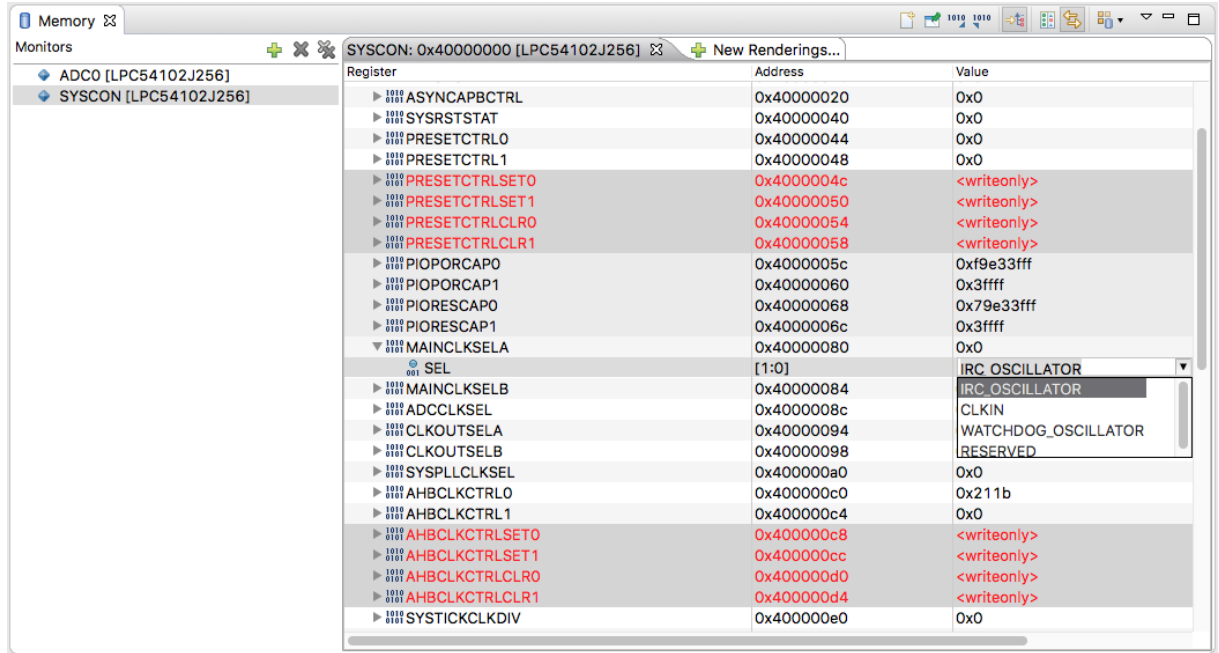 Memory
Monitors
ADC0 [LPC54102J256]
SYSCON [LPC54102J256]
SYSCON: 0x40000000 [LPC54102J256] New Renderings...
Register Address Value
ASYNCAPBCTRL 0x40000020 0x0
SYSRSTSTAT 0x40000040 0x0
PRESETCTRL0 0x40000044 0x0
PRESETCTRL1 0x40000048 0x0
PRESETCTRLSET0 0x4000004c <writeonly>
PRESETCTRLSET1 0x40000050 <writeonly>
PRESETCTRLCLR0 0x40000054 <writeonly>
PRESETCTRLCLR1 0x40000058 <writeonly>
PIOPORCAP0 0x4000005c 0xf9e33fff
PIOPORCAP1 0x40000060 0x3ffff
PIORESCAP0 0x40000068 0x79e33fff
PIORESCAP1 0x4000006c 0x3ffff
MAINCLKSELA 0x40000080 0x0
SEL [1:0] IRC_OSCILLATOR
MAINCLKSELB 0x40000084 IRC_OSCILLATOR
ADCCLKSEL 0x4000008c CLKIN
CLKOUTSELA 0x40000094 WATCHDOG_OSCILLATOR
CLKOUTSELB 0x40000098 RESERVED
SYSPLLCLKSEL 0x400000a0 0x0
AHBCLKCTRL0 0x400000c0 0x211b
AHBCLKCTRL1 0x400000c4 0x0
AHBCLKCTRLSET0 0x400000c8 <writeonly>
AHBCLKCTRLSET1 0x400000cc <writeonly>
AHBCLKCTRLCLR0 0x400000d0 <writeonly>
AHBCLKCTRLCLR1 0x400000d4 <writeonly>
SYSTICKCLKDIV 0x400000e0 0x0